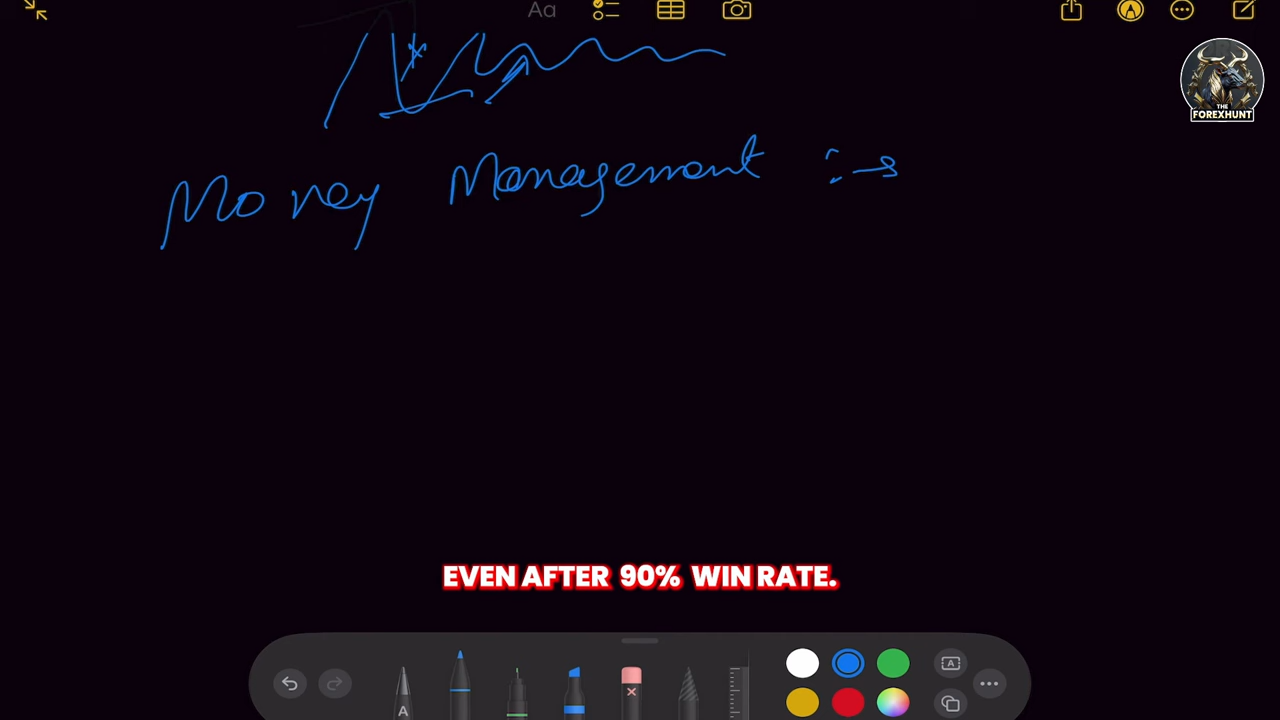 Aa
THE
FOREXHUNT
Money Management :-
EVEN AFTER 90% WIN RATE.
A
A